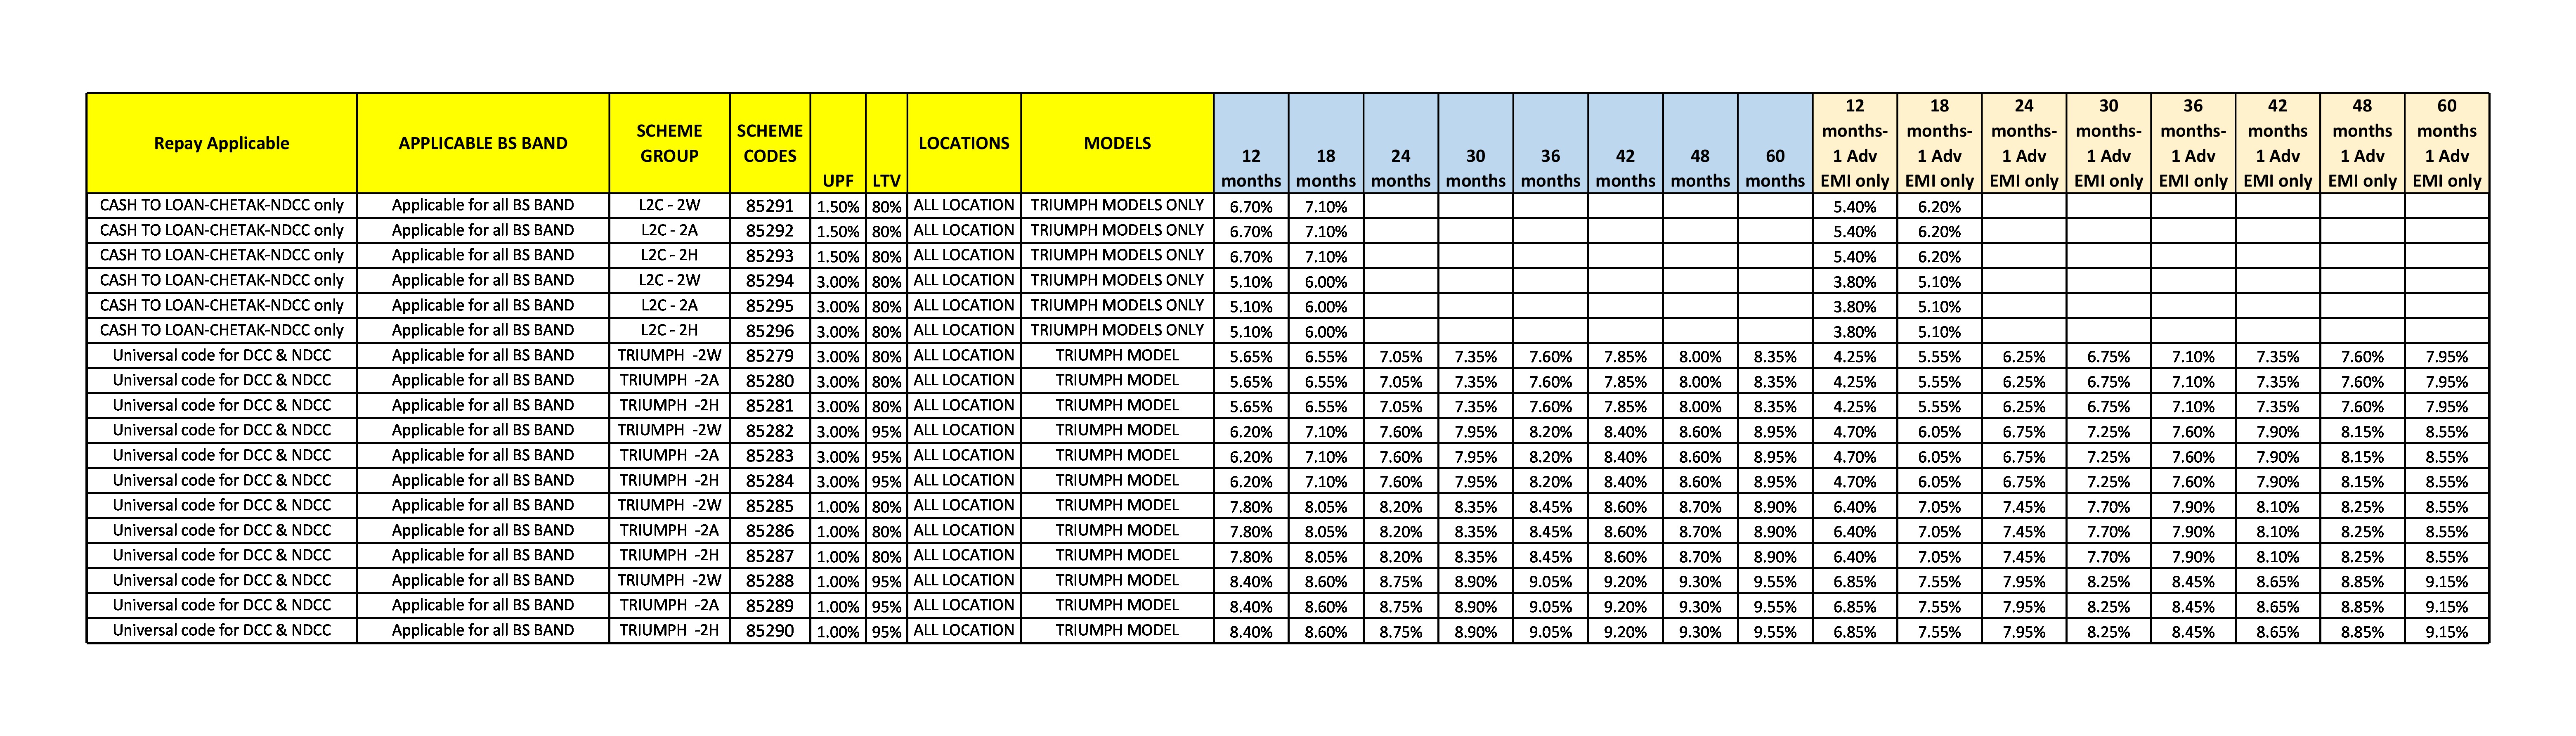 Repay Applicable APPLICABLE BS BAND SCHEME GROUP SCHEME CODES UPF LTV LOCATIONS MODELS 12 months 18 months 24 months 30 months 36 months 42 months 48 months 60 months 12 months- 1 Adv EMI only 18 months- 1 Adv EMI only 24 months- 1 Adv EMI only 30 months- 1 Adv EMI only 36 months- 1 Adv EMI only 42 months 1 Adv EMI only 48 months 1 Adv EMI only 60 months 1 Adv EMI only
CASH TO LOAN-CHETAK-NDCC only Applicable for all BS BAND L2C - 2W 85291 1.50% 80% ALL LOCATION TRIUMPH MODELS ONLY 6.70% 7.10% 5.40% 6.20%
CASH TO LOAN-CHETAK-NDCC only Applicable for all BS BAND L2C - 2A 85292 1.50% 80% ALL LOCATION TRIUMPH MODELS ONLY 6.70% 7.10% 5.40% 6.20%
CASH TO LOAN-CHETAK-NDCC only Applicable for all BS BAND L2C - 2H 85293 1.50% 80% ALL LOCATION TRIUMPH MODELS ONLY 6.70% 7.10% 5.40% 6.20%
CASH TO LOAN-CHETAK-NDCC only Applicable for all BS BAND L2C - 2W 85294 3.00% 80% ALL LOCATION TRIUMPH MODELS ONLY 5.10% 6.00% 3.80% 5.10%
CASH TO LOAN-CHETAK-NDCC only Applicable for all BS BAND L2C - 2A 85295 3.00% 80% ALL LOCATION TRIUMPH MODELS ONLY 5.10% 6.00% 3.80% 5.10%
CASH TO LOAN-CHETAK-NDCC only Applicable for all BS BAND L2C - 2H 85296 3.00% 80% ALL LOCATION TRIUMPH MODELS ONLY 5.10% 6.00% 3.80% 5.10%
Universal code for DCC & NDCC Applicable for all BS BAND TRIUMPH -2W 85279 3.00% 80% ALL LOCATION TRIUMPH MODEL 5.65% 6.55% 7.05% 7.35% 7.60% 7.85% 8.00% 8.35% 4.25% 5.55% 6.25% 6.75% 7.10% 7.35% 7.60% 7.95%
Universal code for DCC & NDCC Applicable for all BS BAND TRIUMPH -2A 85280 3.00% 80% ALL LOCATION TRIUMPH MODEL 5.65% 6.55% 7.05% 7.35% 7.60% 7.85% 8.00% 8.35% 4.25% 5.55% 6.25% 6.75% 7.10% 7.35% 7.60% 7.95%
Universal code for DCC & NDCC Applicable for all BS BAND TRIUMPH -2H 85281 3.00% 80% ALL LOCATION TRIUMPH MODEL 5.65% 6.55% 7.05% 7.35% 7.60% 7.85% 8.00% 8.35% 4.25% 5.55% 6.25% 6.75% 7.10% 7.35% 7.60% 7.95%
Universal code for DCC & NDCC Applicable for all BS BAND TRIUMPH -2W 85282 3.00% 95% ALL LOCATION TRIUMPH MODEL 6.20% 7.10% 7.60% 7.95% 8.20% 8.40% 8.60% 8.95% 4.70% 6.05% 6.75% 7.25% 7.60% 7.90% 8.15% 8.55%
Universal code for DCC & NDCC Applicable for all BS BAND TRIUMPH -2A 85283 3.00% 95% ALL LOCATION TRIUMPH MODEL 6.20% 7.10% 7.60% 7.95% 8.20% 8.40% 8.60% 8.95% 4.70% 6.05% 6.75% 7.25% 7.60% 7.90% 8.15% 8.55%
Universal code for DCC & NDCC Applicable for all BS BAND TRIUMPH -2H 85284 3.00% 95% ALL LOCATION TRIUMPH MODEL 6.20% 7.10% 7.60% 7.95% 8.20% 8.40% 8.60% 8.95% 4.70% 6.05% 6.75% 7.25% 7.60% 7.90% 8.15% 8.55%
Universal code for DCC & NDCC Applicable for all BS BAND TRIUMPH -2W 85285 1.00% 80% ALL LOCATION TRIUMPH MODEL 7.80% 8.05% 8.20% 8.35% 8.45% 8.60% 8.70% 8.90% 6.40% 7.05% 7.45% 7.70% 7.90% 8.10% 8.25% 8.55%
Universal code for DCC & NDCC Applicable for all BS BAND TRIUMPH -2A 85286 1.00% 80% ALL LOCATION TRIUMPH MODEL 7.80% 8.05% 8.20% 8.35% 8.45% 8.60% 8.70% 8.90% 6.40% 7.05% 7.45% 7.70% 7.90% 8.10% 8.25% 8.55%
Universal code for DCC & NDCC Applicable for all BS BAND TRIUMPH -2H 85287 1.00% 80% ALL LOCATION TRIUMPH MODEL 7.80% 8.05% 8.20% 8.35% 8.45% 8.60% 8.70% 8.90% 6.40% 7.05% 7.45% 7.70% 7.90% 8.10% 8.25% 8.55%
Universal code for DCC & NDCC Applicable for all BS BAND TRIUMPH -2W 85288 1.00% 95% ALL LOCATION TRIUMPH MODEL 8.40% 8.60% 8.75% 8.90% 9.05% 9.20% 9.30% 9.55% 6.85% 7.55% 7.95% 8.25% 8.45% 8.65% 8.85% 9.15%
Universal code for DCC & NDCC Applicable for all BS BAND TRIUMPH -2A 85289 1.00% 95% ALL LOCATION TRIUMPH MODEL 8.40% 8.60% 8.75% 8.90% 9.05% 9.20% 9.30% 9.55% 6.85% 7.55% 7.95% 8.25% 8.45% 8.65% 8.85% 9.15%
Universal code for DCC & NDCC Applicable for all BS BAND TRIUMPH -2H 85290 1.00% 95% ALL LOCATION TRIUMPH MODEL 8.40% 8.60% 8.75% 8.90% 9.05% 9.20% 9.30% 9.55% 6.85% 7.55% 7.95% 8.25% 8.45% 8.65% 8.85% 9.15%